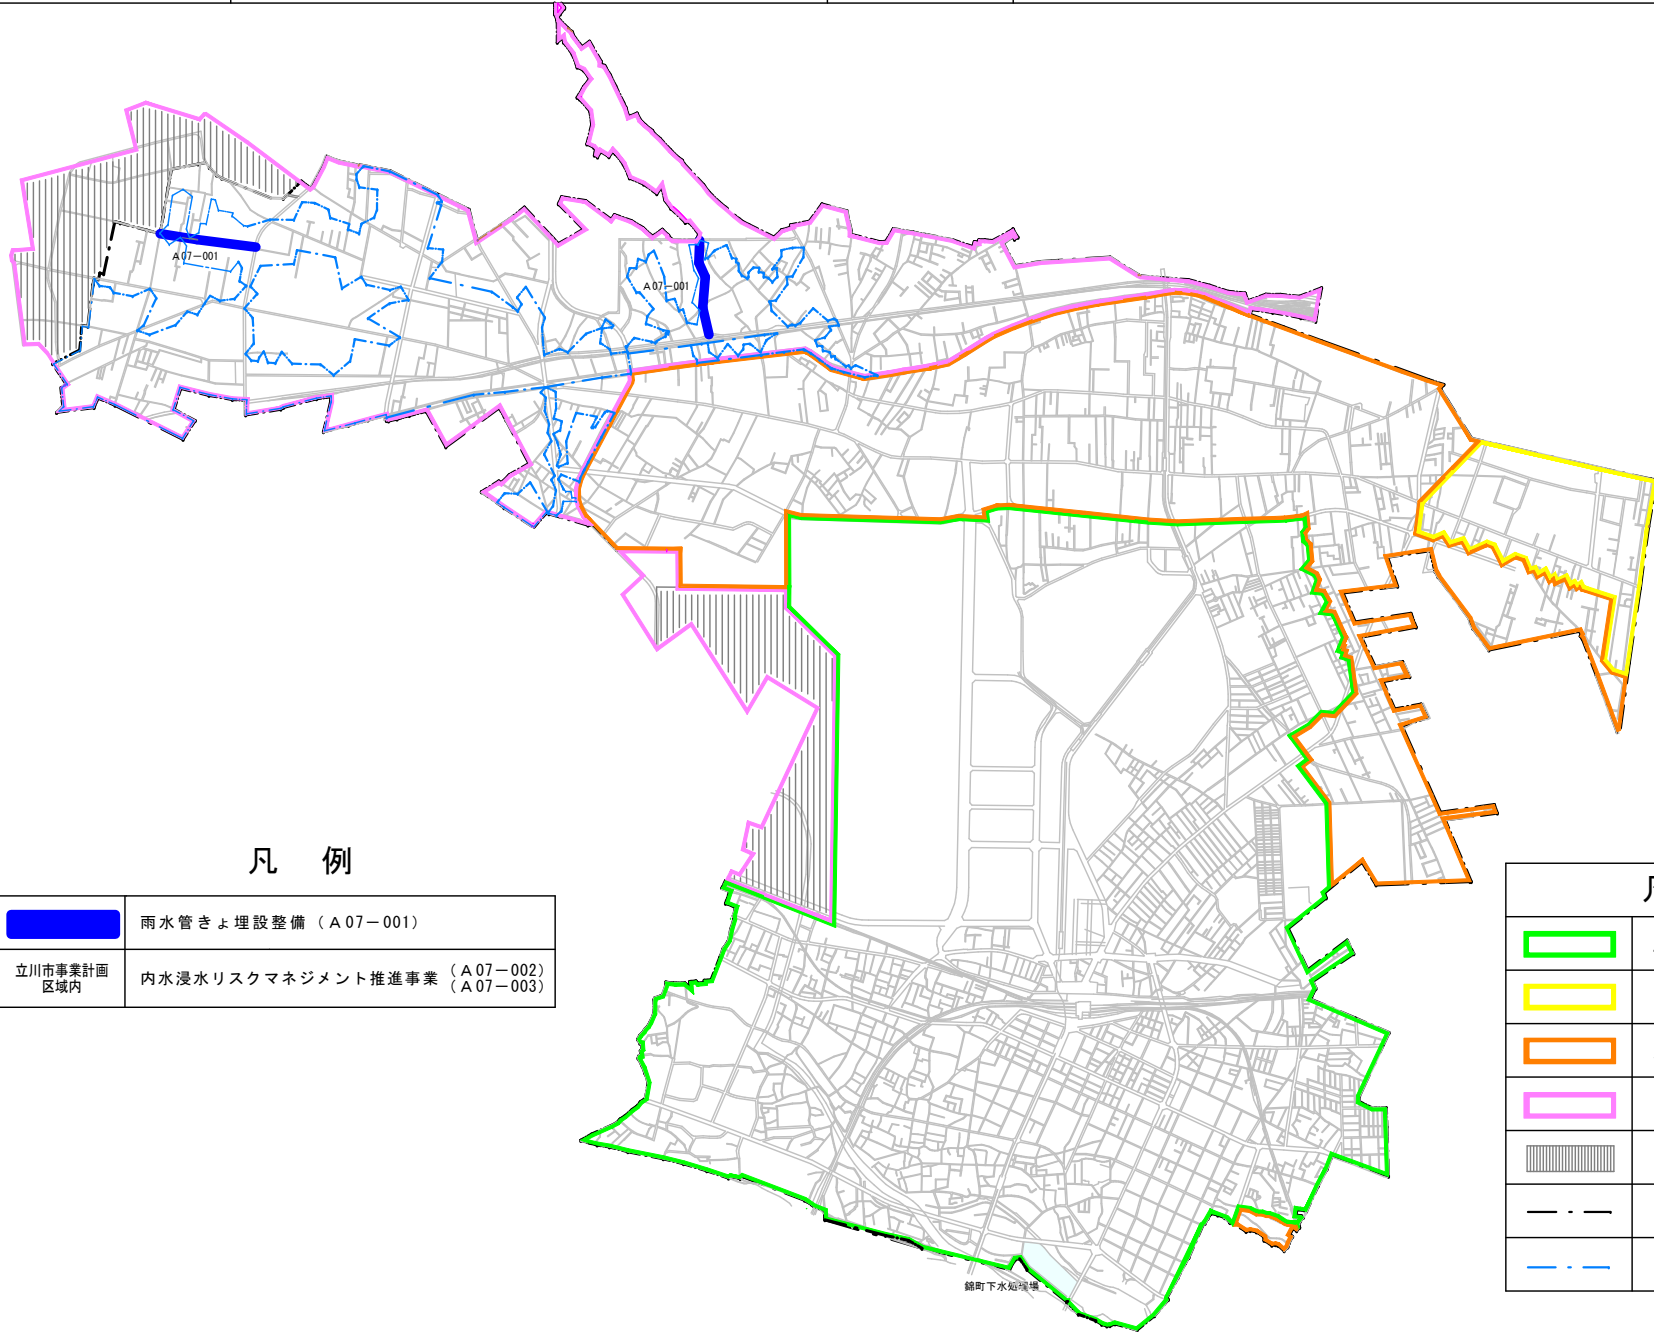 A07-001
A07-001
凡　例
雨水管きょ埋設整備（A07-001）
立川市事業計画
区域内
内水浸水リスクマネジメント推進事業（A07-002）
（A07-003）
錦町下水処理場